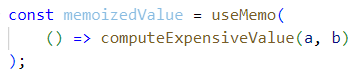 const memoizedValue = useMemo(
    () => computeExpensiveValue(a, b)
);